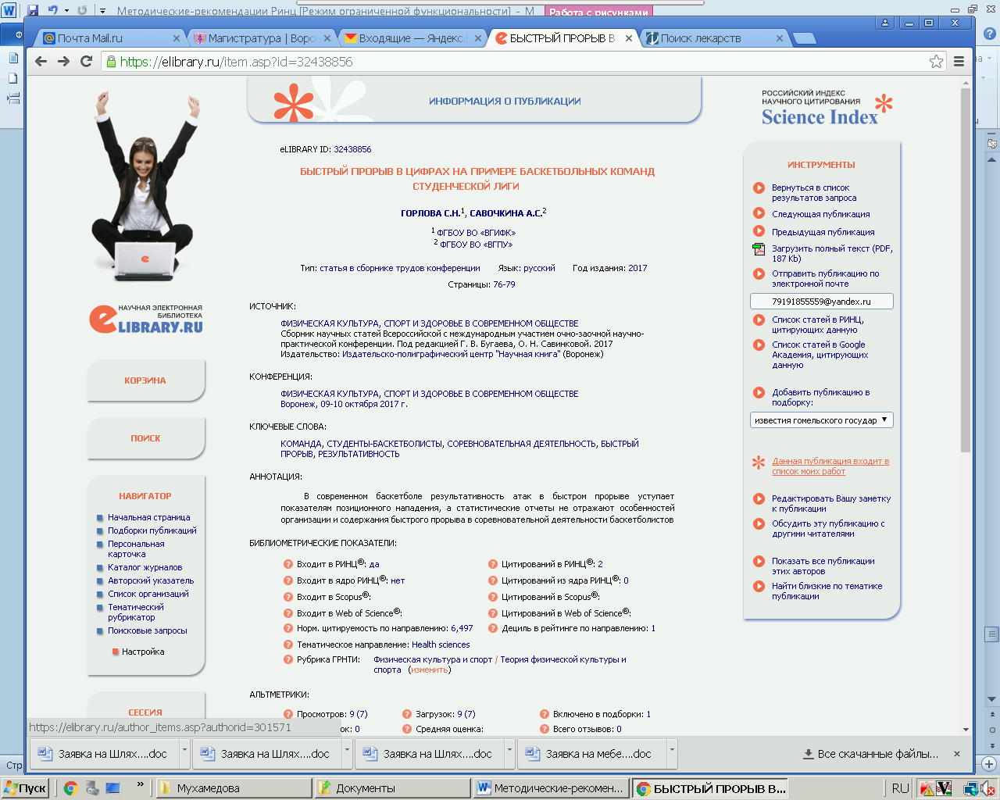 Методические-рекомендации Ринц [Режим ограниченной функциональности] - M
Работа с рисунками
Почта Mail.ru
Магистратура | Воро
Входящие — Яндекс.
БЫСТРЫЙ ПРОРЫВ В
Поиск лекарств
https://elibrary.ru/item.asp?id=32438856
ИНФОРМАЦИЯ О ПУБЛИКАЦИИ
eLIBRARY ID: 32438856
БЫСТРЫЙ ПРОРЫВ В ЦИФРАХ НА ПРИМЕРЕ БАСКЕТБОЛЬНЫХ КОМАНД
СТУДЕНЧЕСКОЙ ЛИГИ
ГОРЛОВА С.Н.1, САВОЧКИНА А.С.2
1 ФГБОУ ВО «ВГИФК»
2 ФГБОУ ВО «ВГПУ»
Тип: статья в сборнике трудов конференции Язык: русский Год издания: 2017
Страницы: 76-79
ИСТОЧНИК:
ФИЗИЧЕСКАЯ КУЛЬТУРА, СПОРТ И ЗДОРОВЬЕ В СОВРЕМЕННОМ ОБЩЕСТВЕ
Сборник научных статей Всероссийской с международным участием очно-заочной научно-
практической конференции. Под редакцией Г. В. Бугаева, О. Н. Савинковой. 2017
Издательство: Издательско-полиграфический центр "Научная книга" (Воронеж)
КОНФЕРЕНЦИЯ:
ФИЗИЧЕСКАЯ КУЛЬТУРА, СПОРТ И ЗДОРОВЬЕ В СОВРЕМЕННОМ ОБЩЕСТВЕ
Воронеж, 09-10 октября 2017 г.
КЛЮЧЕВЫЕ СЛОВА:
КОМАНДА, СТУДЕНТЫ-БАСКЕТБОЛИСТЫ, СОРЕВНОВАТЕЛЬНАЯ ДЕЯТЕЛЬНОСТЬ, БЫСТРЫЙ
ПРОРЫВ, РЕЗУЛЬТАТИВНОСТЬ
АННОТАЦИЯ:
В современном баскетболе результативность атак в быстром прорыве уступает
показателям позиционного нападения, а статистические отчеты не отражают особенностей
организации и содержания быстрого прорыва в соревновательной деятельности баскетболистов
БИБЛИОМЕТРИЧЕСКИЕ ПОКАЗАТЕЛИ:
Входит в РИНЦ®: да Цитирований в РИНЦ®: 2
Входит в ядро РИНЦ®: нет Цитирований из ядра РИНЦ®: 0
Входит в Scopus®: Цитирований в Scopus®:
Входит в Web of Science®: Цитирований в Web of Science®:
Норм. цитируемость по направлению: 6,497 Дециль в рейтинге по направлению: 1
Тематическое направление: Health sciences
Рубрика ГРНТИ: Физическая культура и спорт / Теория физической культуры и
спорта (изменить)
АЛЬТМЕТРИКИ:
Просмотров: 9 (7) Загрузок: 9 (7) Включено в подборки: 1
ок: 0 Средняя оценка: Всего отзывов: 0
НАУЧНАЯ ЭЛЕКТРОННАЯ
БИБЛИОТЕКА
eLIBRARY.RU
КОРЗИНА
ПОИСК
НАВИГАТОР
Начальная страница
Подборки публикаций
Персональная
карточка
Каталог журналов
Авторский указатель
Список организаций
Тематический
рубрикатор
Поисковые запросы
Настройка
СЕССИЯ
РОССИЙСКИЙ ИНДЕКС
НАУЧНОГО ЦИТИРОВАНИЯ
Science Index
ИНСТРУМЕНТЫ
Вернуться в список
результатов запроса
Следующая публикация
Предыдущая публикация
Загрузить полный текст (PDF,
187 Kb)
Отправить публикацию по
электронной почте
79191855559@yandex.ru
Список статей в РИНЦ,
цитирующих данную
Список статей в Google
Академия, цитирующих
данную
Добавить публикацию в
подборку:
известия гомельского государ
Данная публикация входит в
список моих работ
Редактировать Вашу заметку
к публикации
Обсудить эту публикацию с
другими читателями
Показать все публикации
этих авторов
Найти близкие по тематике
публикации
https://elibrary.ru/author_items.asp?authorid=301571
Заявка на Шлях....doc
Заявка на Шлях....doc
Заявка на Шлях....doc
Заявка на мебе....doc
Все скачанные файлы...
Стр
Пуск
Мухамедова
Документы
Методические-рекомен...
БЫСТРЫЙ ПРОРЫВ В...
RU